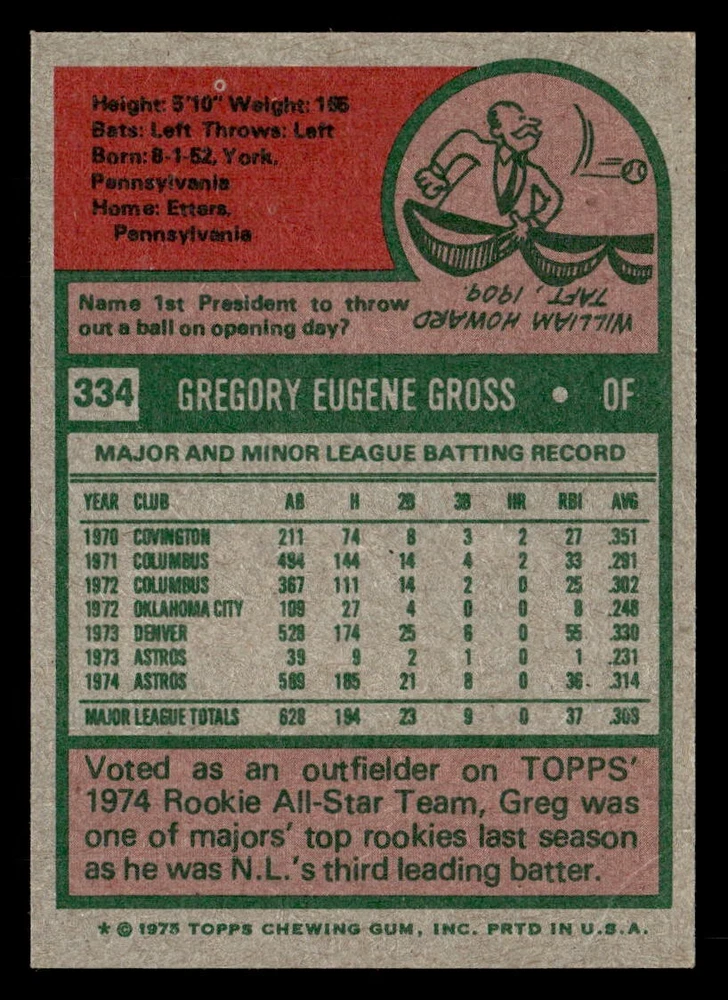 Height: 5'10" Weight: 165
Bats: Left Throws: Left
Born: 8-1-52, York,
Pennsylvania
Home: Etters,
Pennsylvania
Name 1st President to throw
out a ball on opening day?
WILLIAM HOWARD
TAFT, 1909.
334 GREGORY EUGENE GROSS • OF
MAJOR AND MINOR LEAGUE BATTING RECORD
YEAR CLUB AB H 2B 3B HR RBI AVG
1970 COVINGTON 211 74 8 3 2 27 .351
1971 COLUMBUS 494 144 14 4 2 33 .291
1972 COLUMBUS 367 111 14 2 0 25 .302
1972 OKLAHOMA CITY 109 27 4 0 0 8 .248
1973 DENVER 528 174 25 6 0 55 .330
1973 ASTROS 39 9 2 1 0 1 .231
1974 ASTROS 589 185 21 8 0 36 .314
MAJOR LEAGUE TOTALS 628 194 23 9 0 37 .309
Voted as an outfielder on TOPPS'
1974 Rookie All-Star Team, Greg was
one of majors' top rookies last season
as he was N.L.'s third leading batter.
* © 1975 TOPPS CHEWING GUM, INC. PRTD IN U.S.A.